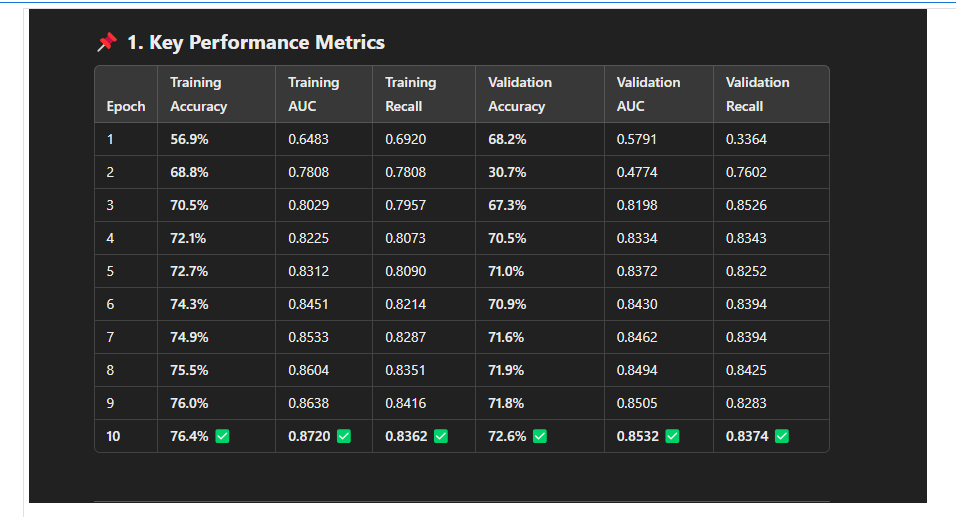 📌 1. Key Performance Metrics
Epoch Training Accuracy Training AUC Training Recall Validation Accuracy Validation AUC Validation Recall
1 56.9% 0.6483 0.6920 68.2% 0.5791 0.3364
2 68.8% 0.7808 0.7808 30.7% 0.4774 0.7602
3 70.5% 0.8029 0.7957 67.3% 0.8198 0.8526
4 72.1% 0.8225 0.8073 70.5% 0.8334 0.8343
5 72.7% 0.8312 0.8090 71.0% 0.8372 0.8252
6 74.3% 0.8451 0.8214 70.9% 0.8430 0.8394
7 74.9% 0.8533 0.8287 71.6% 0.8462 0.8394
8 75.5% 0.8604 0.8351 71.9% 0.8494 0.8425
9 76.0% 0.8638 0.8416 71.8% 0.8505 0.8283
10 76.4% ✅ 0.8720 ✅ 0.8362 ✅ 72.6% ✅ 0.8532 ✅ 0.8374 ✅